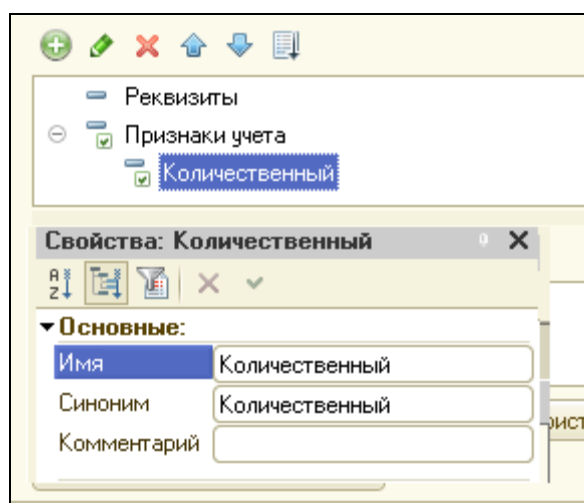 Реквизиты
Признаки учета
Количественный
Свойства: Количественный
Основные:
Имя Количественный
Синоним Количественный
Комментарий